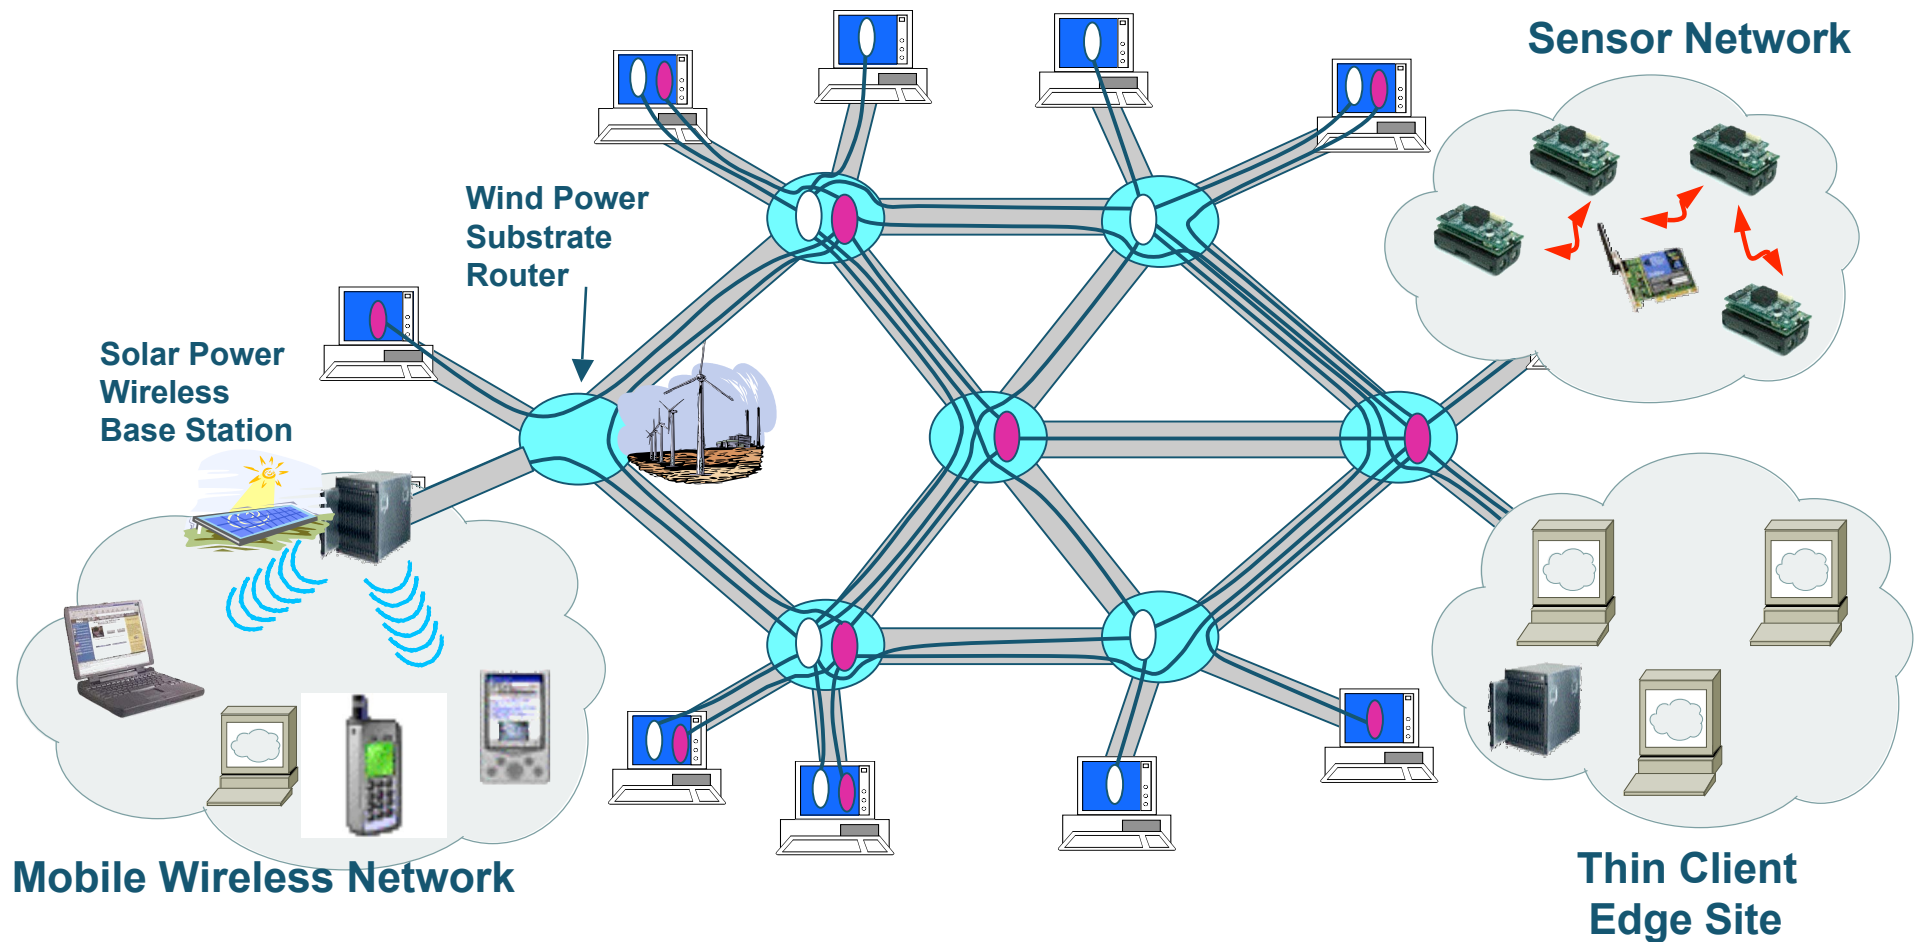 Sensor Network
Wind Power
Substrate
Router
Solar Power
Wireless
Base Station
Mobile Wireless Network
Thin Client
Edge Site